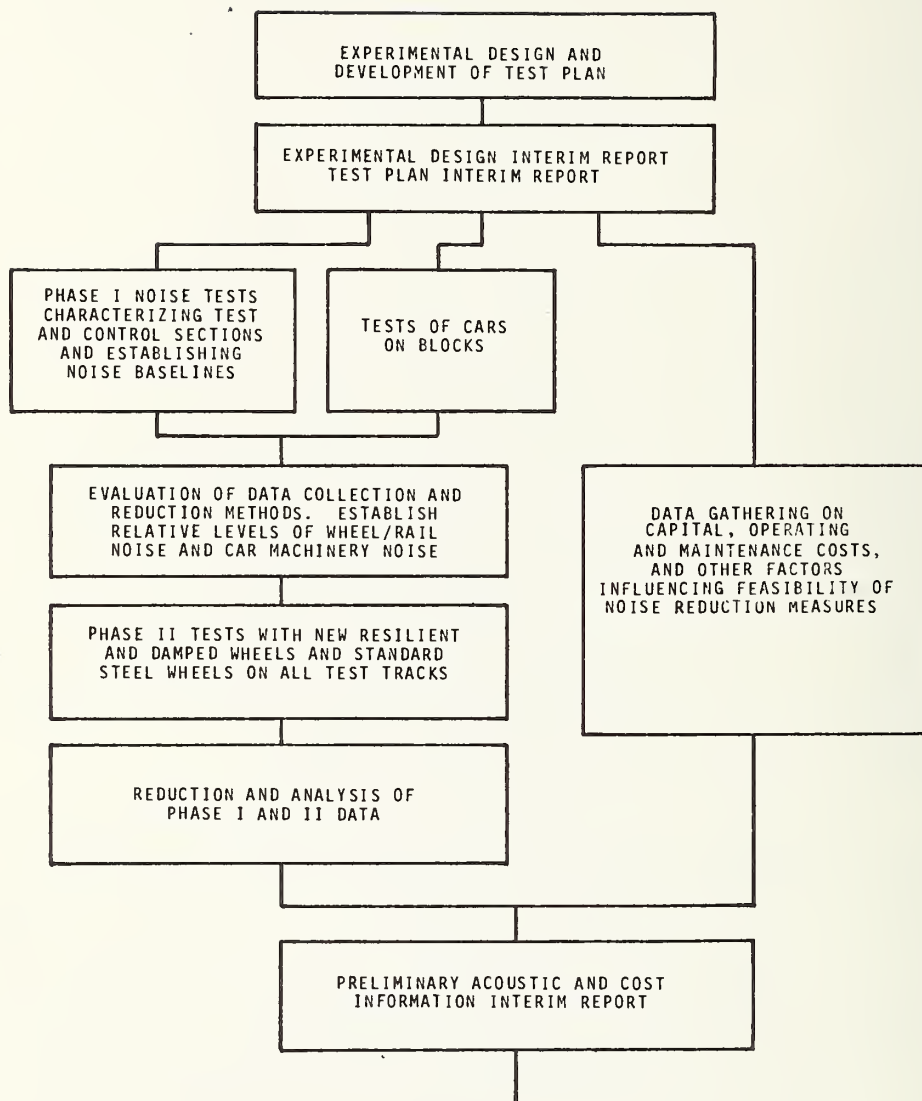 EXPERIMENTAL DESIGN AND
DEVELOPMENT OF TEST PLAN
EXPERIMENTAL DESIGN INTERIM REPORT
TEST PLAN INTERIM REPORT
PHASE I NOISE TESTS
CHARACTERIZING TEST
AND CONTROL SECTIONS
AND ESTABLISHING
NOISE BASELINES
TESTS OF CARS
ON BLOCKS
EVALUATION OF DATA COLLECTION AND
REDUCTION METHODS. ESTABLISH
RELATIVE LEVELS OF WHEEL/RAIL
NOISE AND CAR MACHINERY NOISE
DATA GATHERING ON
CAPITAL, OPERATING
AND MAINTENANCE COSTS,
AND OTHER FACTORS
INFLUENCING FEASIBILITY OF
NOISE REDUCTION MEASURES
PHASE II TESTS WITH NEW RESILIENT
AND DAMPED WHEELS AND STANDARD
STEEL WHEELS ON ALL TEST TRACKS
REDUCTION AND ANALYSIS OF
PHASE I AND II DATA
PRELIMINARY ACOUSTIC AND COST
INFORMATION INTERIM REPORT